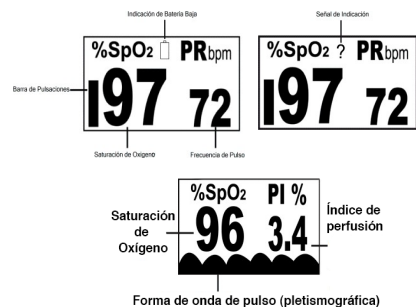 Indicación de Batería Baja
Señal de Indicación
%SpO2 PRbpm
%SpO2 ? PRbpm
Barra de Pulsaciones
97 72
97 72
Saturación de Oxígeno
Frecuencia de Pulso
%SpO2 PI %
Saturación de Oxígeno
96 3.4
Índice de perfusión
Forma de onda de pulso (pletismográfica)